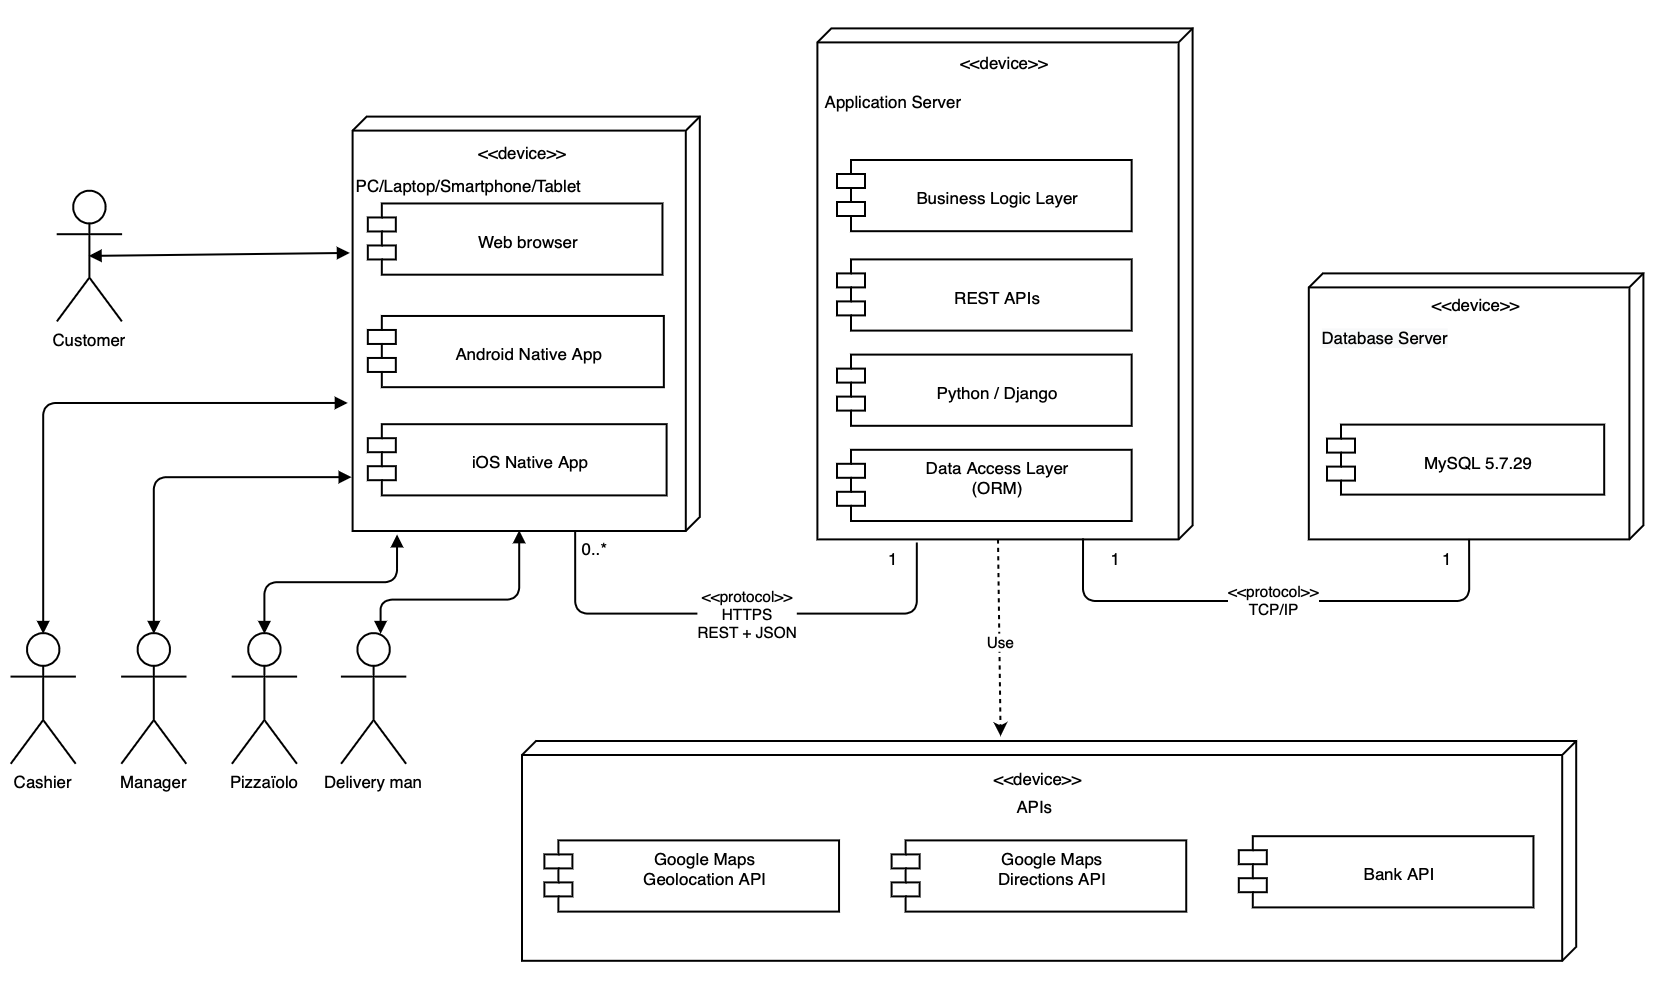 <<device>>
Application Server
Business Logic Layer
REST APIs
Python / Django
Data Access Layer
(ORM)
<<device>>
PC/Laptop/Smartphone/Tablet
Web browser
Android Native App
iOS Native App
Customer
<<device>>
Database Server
MySQL 5.7.29
0..*
1
1
1
<<protocol>>
HTTPS
REST + JSON
<<protocol>>
TCP/IP
Use
Cashier
Manager
Pizzaïolo
Delivery man
<<device>>
APIs
Google Maps
Geolocation API
Google Maps
Directions API
Bank API